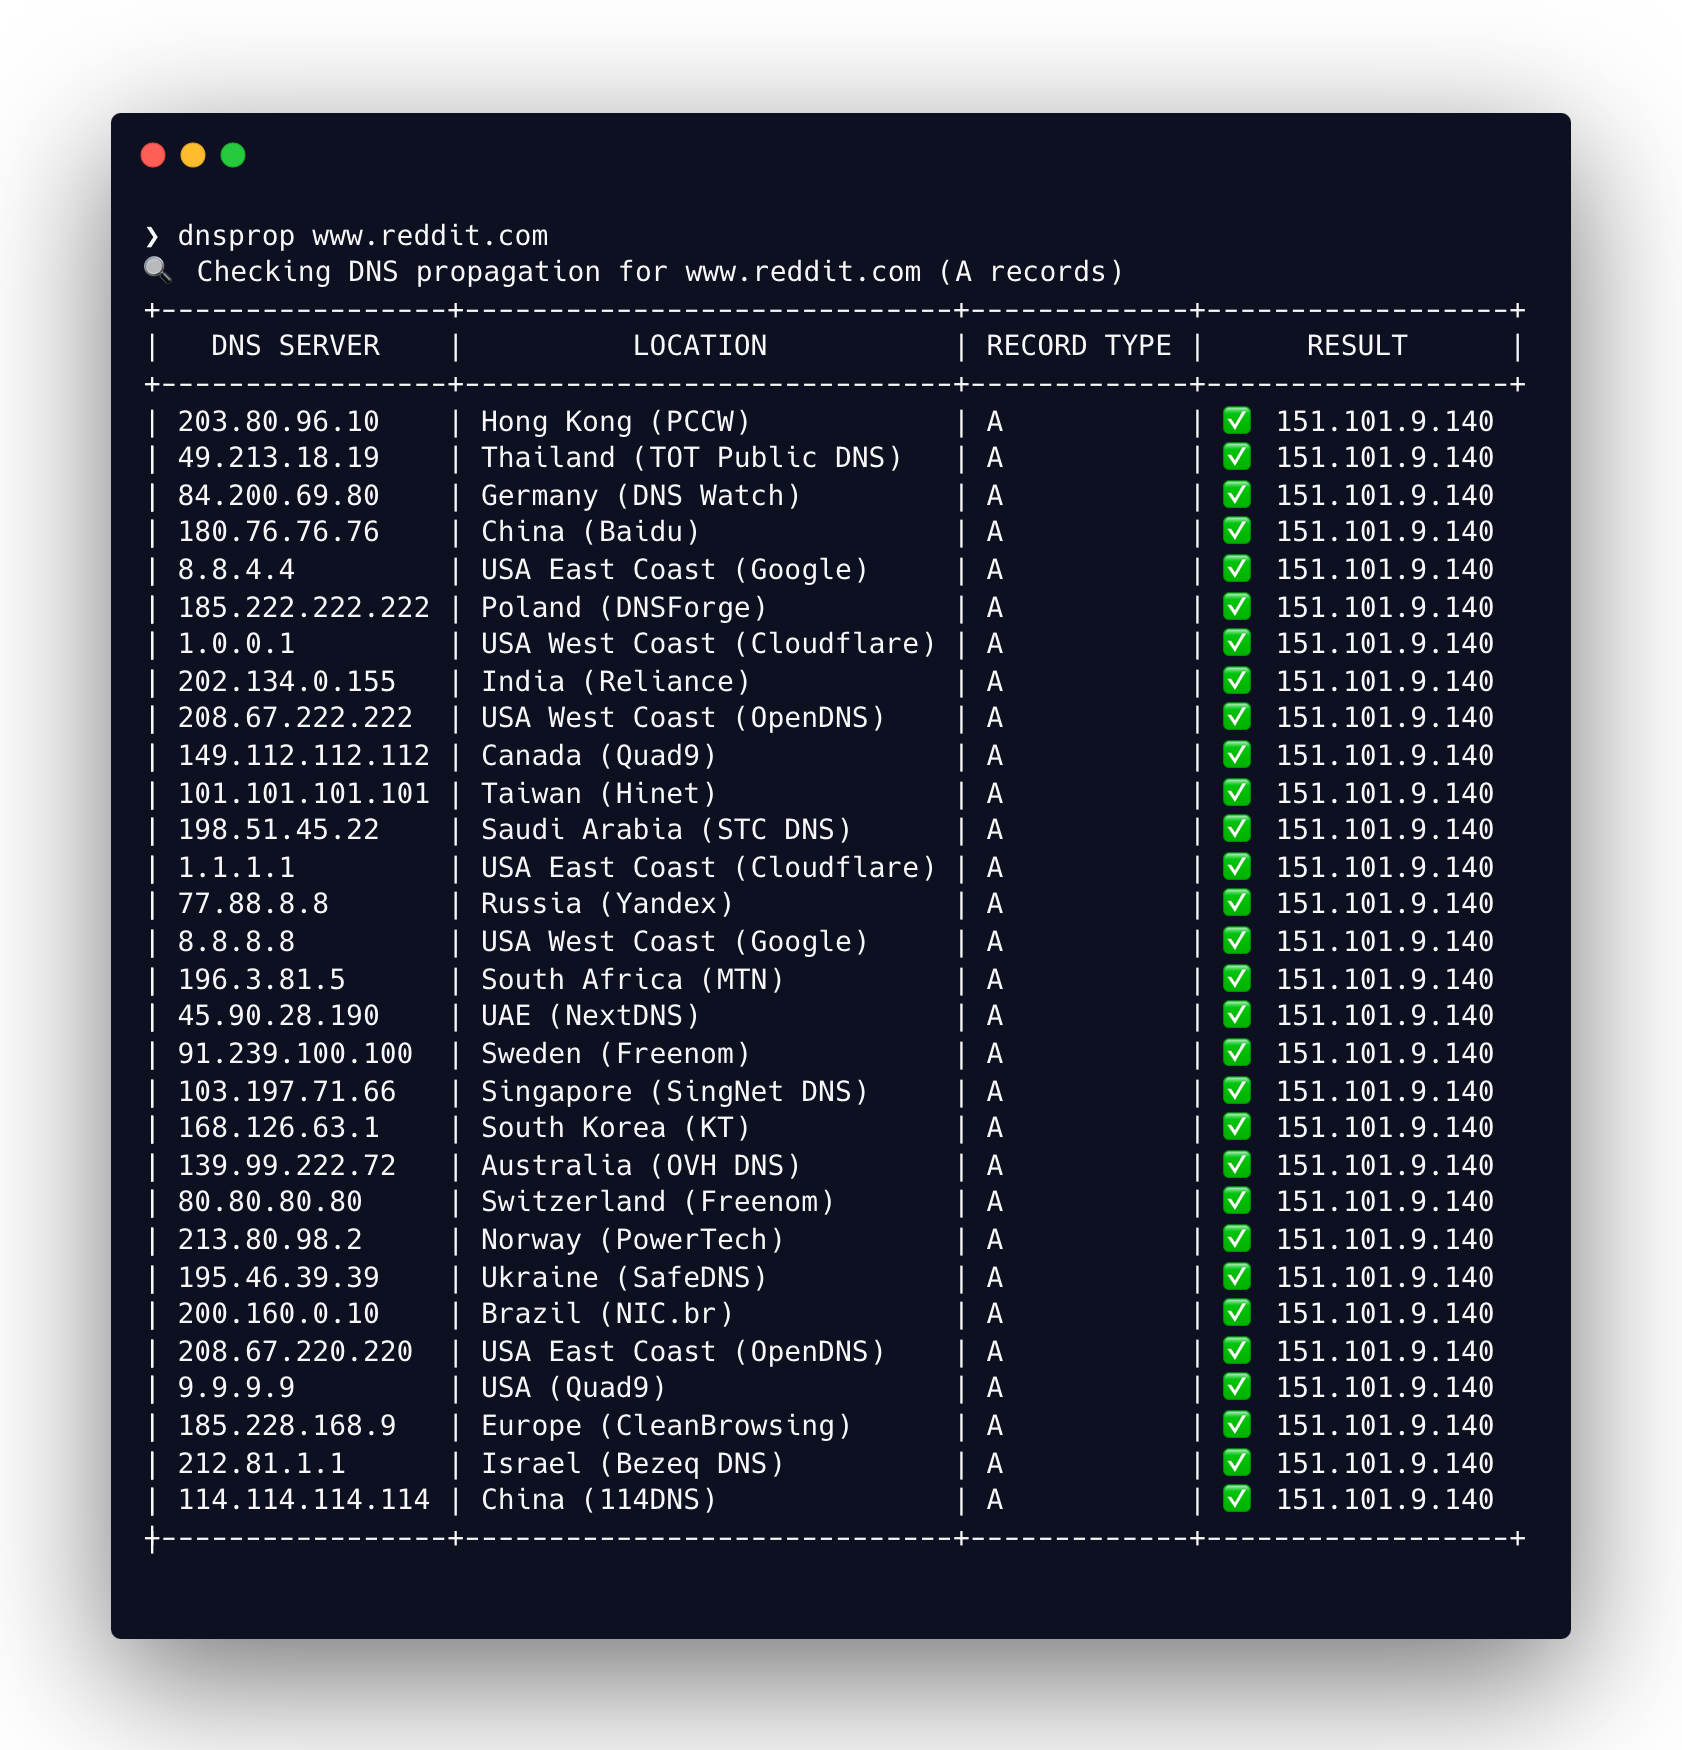 ❯ dnsprop www.reddit.com
🔍 Checking DNS propagation for www.reddit.com (A records)
+-----------------+-----------------------------+-------------+------------------+
|   DNS SERVER    |          LOCATION           | RECORD TYPE |      RESULT      |
+-----------------+-----------------------------+-------------+------------------+
| 203.80.96.10    | Hong Kong (PCCW)            | A           | ✅ 151.101.9.140
| 49.213.18.19    | Thailand (TOT Public DNS)   | A           | ✅ 151.101.9.140
| 84.200.69.80    | Germany (DNS Watch)         | A           | ✅ 151.101.9.140
| 180.76.76.76    | China (Baidu)               | A           | ✅ 151.101.9.140
| 8.8.4.4         | USA East Coast (Google)     | A           | ✅ 151.101.9.140
| 185.222.222.222 | Poland (DNSForge)           | A           | ✅ 151.101.9.140
| 1.0.0.1         | USA West Coast (Cloudflare) | A           | ✅ 151.101.9.140
| 202.134.0.155   | India (Reliance)            | A           | ✅ 151.101.9.140
| 208.67.222.222  | USA West Coast (OpenDNS)    | A           | ✅ 151.101.9.140
| 149.112.112.112 | Canada (Quad9)              | A           | ✅ 151.101.9.140
| 101.101.101.101 | Taiwan (Hinet)              | A           | ✅ 151.101.9.140
| 198.51.45.22    | Saudi Arabia (STC DNS)      | A           | ✅ 151.101.9.140
| 1.1.1.1         | USA East Coast (Cloudflare) | A           | ✅ 151.101.9.140
| 77.88.8.8       | Russia (Yandex)             | A           | ✅ 151.101.9.140
| 8.8.8.8         | USA West Coast (Google)     | A           | ✅ 151.101.9.140
| 196.3.81.5      | South Africa (MTN)          | A           | ✅ 151.101.9.140
| 45.90.28.190    | UAE (NextDNS)               | A           | ✅ 151.101.9.140
| 91.239.100.100  | Sweden (Freenom)            | A           | ✅ 151.101.9.140
| 103.197.71.66   | Singapore (SingNet DNS)     | A           | ✅ 151.101.9.140
| 168.126.63.1    | South Korea (KT)            | A           | ✅ 151.101.9.140
| 139.99.222.72   | Australia (OVH DNS)         | A           | ✅ 151.101.9.140
| 80.80.80.80     | Switzerland (Freenom)       | A           | ✅ 151.101.9.140
| 213.80.98.2     | Norway (PowerTech)          | A           | ✅ 151.101.9.140
| 195.46.39.39    | Ukraine (SafeDNS)           | A           | ✅ 151.101.9.140
| 200.160.0.10    | Brazil (NIC.br)             | A           | ✅ 151.101.9.140
| 208.67.220.220  | USA East Coast (OpenDNS)    | A           | ✅ 151.101.9.140
| 9.9.9.9         | USA (Quad9)                 | A           | ✅ 151.101.9.140
| 185.228.168.9   | Europe (CleanBrowsing)      | A           | ✅ 151.101.9.140
| 212.81.1.1      | Israel (Bezeq DNS)          | A           | ✅ 151.101.9.140
| 114.114.114.114 | China (114DNS)              | A           | ✅ 151.101.9.140
+-----------------+-----------------------------+-------------+------------------+